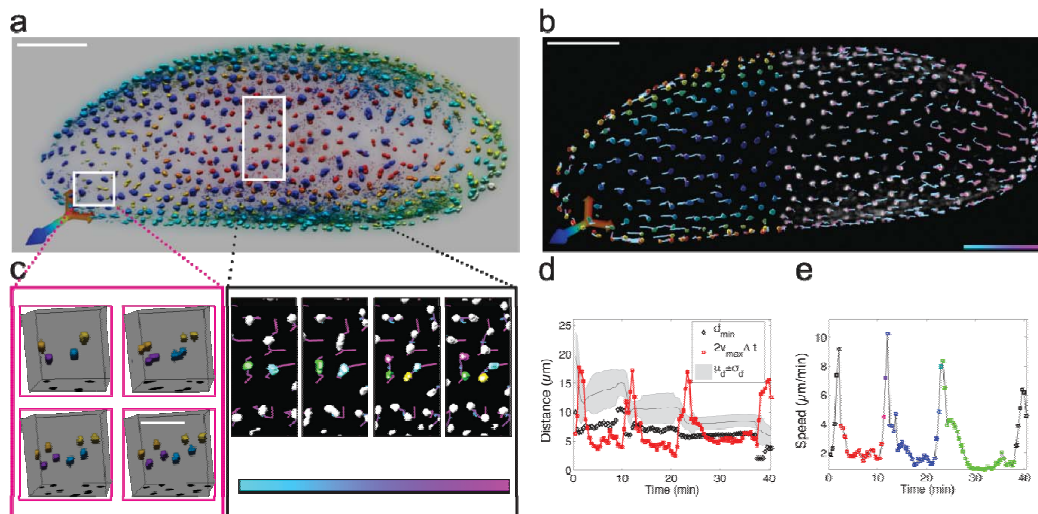 a
b
c
d
e
25
20
15
10
5
0
0 10 20 30 40
Distance (μm)
Time (min)
d_min
2v_max Δt
μ_d±σ_d
10
8
6
4
2
0 10 20 30 40
Speed (μm/min)
Time (min)